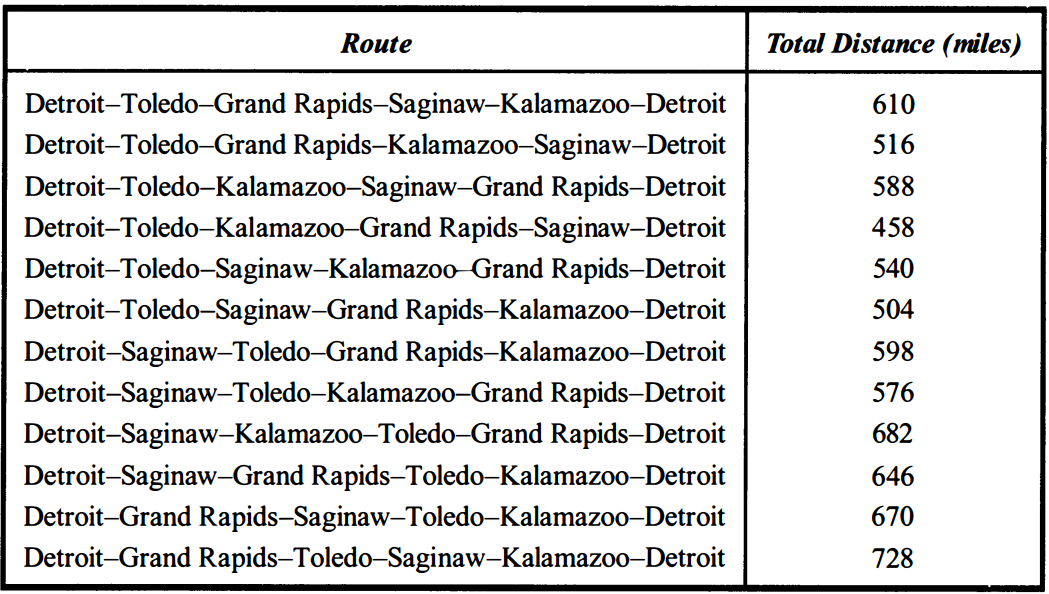 Route Total Distance (miles)
Detroit–Toledo–Grand Rapids–Saginaw–Kalamazoo–Detroit 610
Detroit–Toledo–Grand Rapids–Kalamazoo–Saginaw–Detroit 516
Detroit–Toledo–Kalamazoo–Saginaw–Grand Rapids–Detroit 588
Detroit–Toledo–Kalamazoo–Grand Rapids–Saginaw–Detroit 458
Detroit–Toledo–Saginaw–Kalamazoo–Grand Rapids–Detroit 540
Detroit–Toledo–Saginaw–Grand Rapids–Kalamazoo–Detroit 504
Detroit–Saginaw–Toledo–Grand Rapids–Kalamazoo–Detroit 598
Detroit–Saginaw–Toledo–Kalamazoo–Grand Rapids–Detroit 576
Detroit–Saginaw–Kalamazoo–Toledo–Grand Rapids–Detroit 682
Detroit–Saginaw–Grand Rapids–Toledo–Kalamazoo–Detroit 646
Detroit–Grand Rapids–Saginaw–Toledo–Kalamazoo–Detroit 670
Detroit–Grand Rapids–Toledo–Saginaw–Kalamazoo–Detroit 728